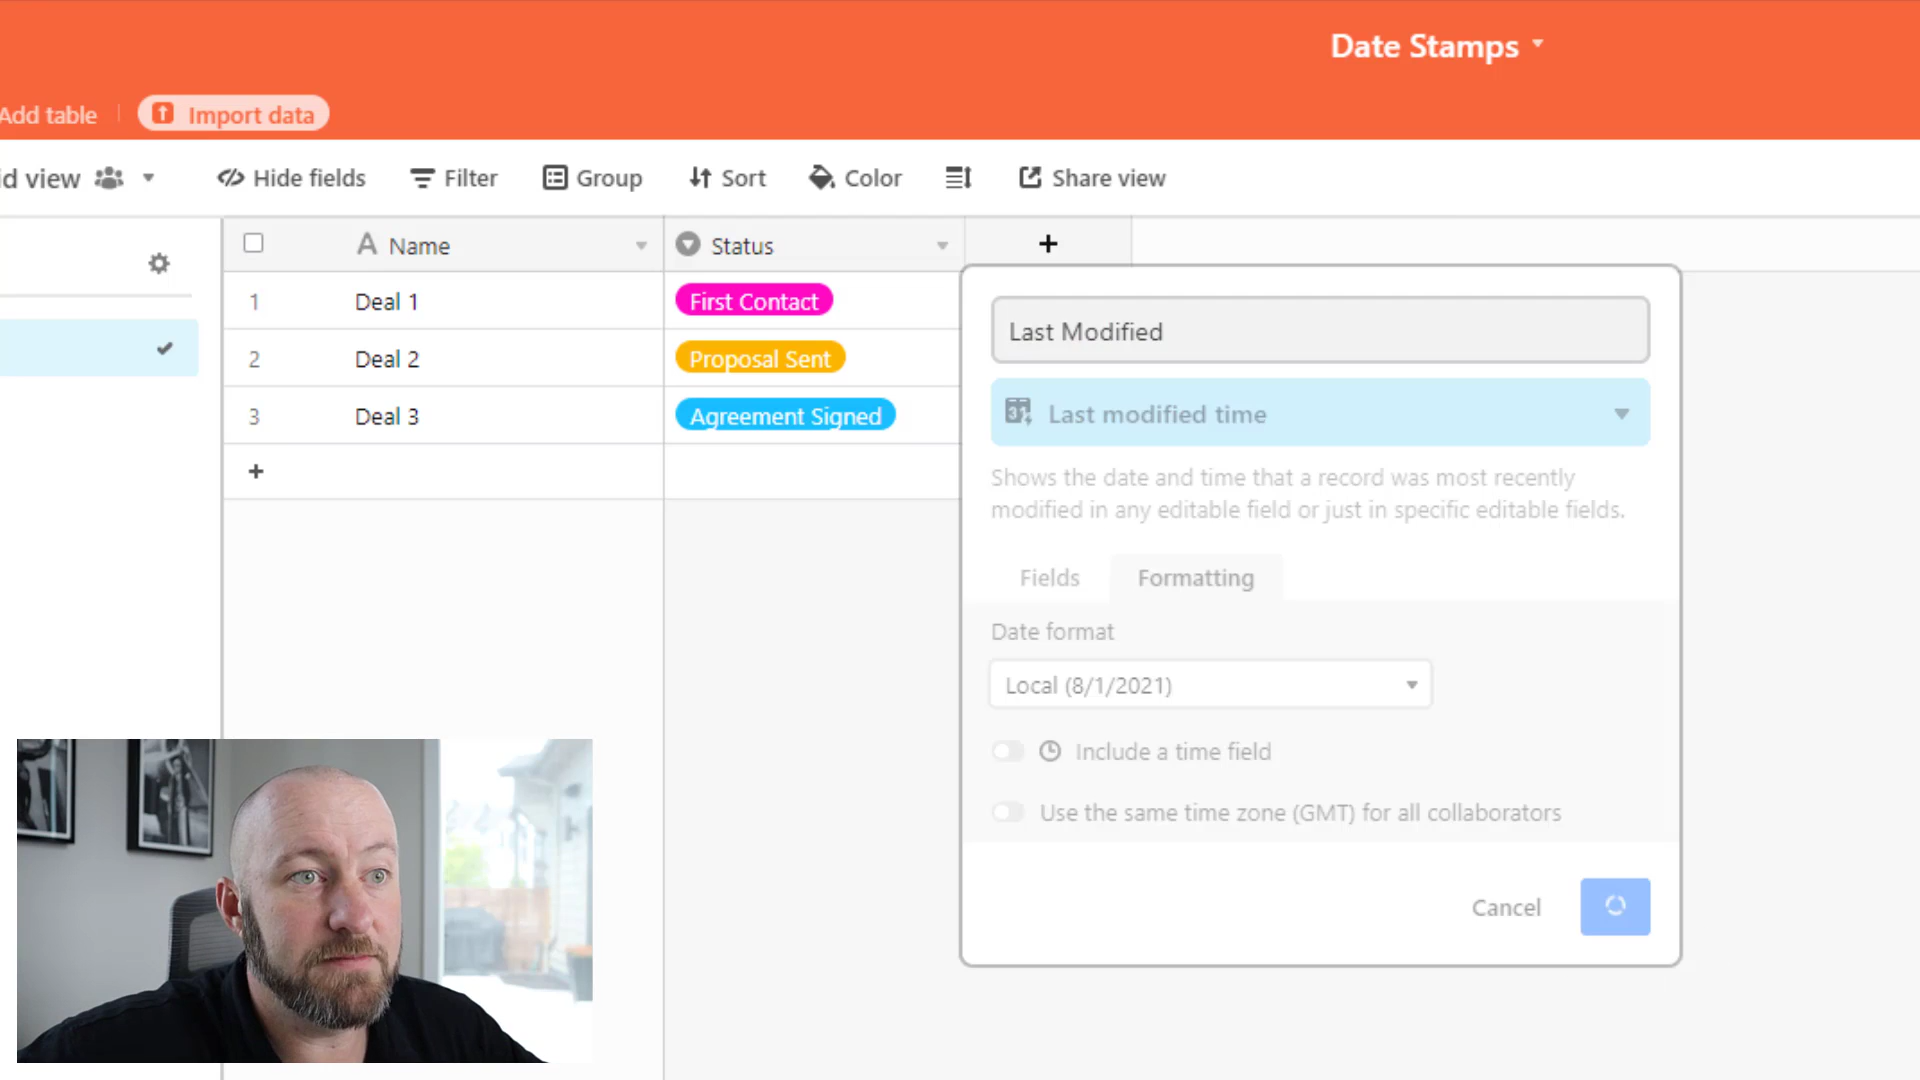 Date Stamps
Add table
Import data
id view
Hide fields
Filter
Group
Sort
Color
Share view
A Name
Status
+
1 Deal 1 First Contact
2 Deal 2 Proposal Sent
3 Deal 3 Agreement Signed
+
Last Modified
31 Last modified time
Shows the date and time that a record was most recently
modified in any editable field or just in specific editable fields.
Fields
Formatting
Date format
Local (8/1/2021)
Include a time field
Use the same time zone (GMT) for all collaborators
Cancel